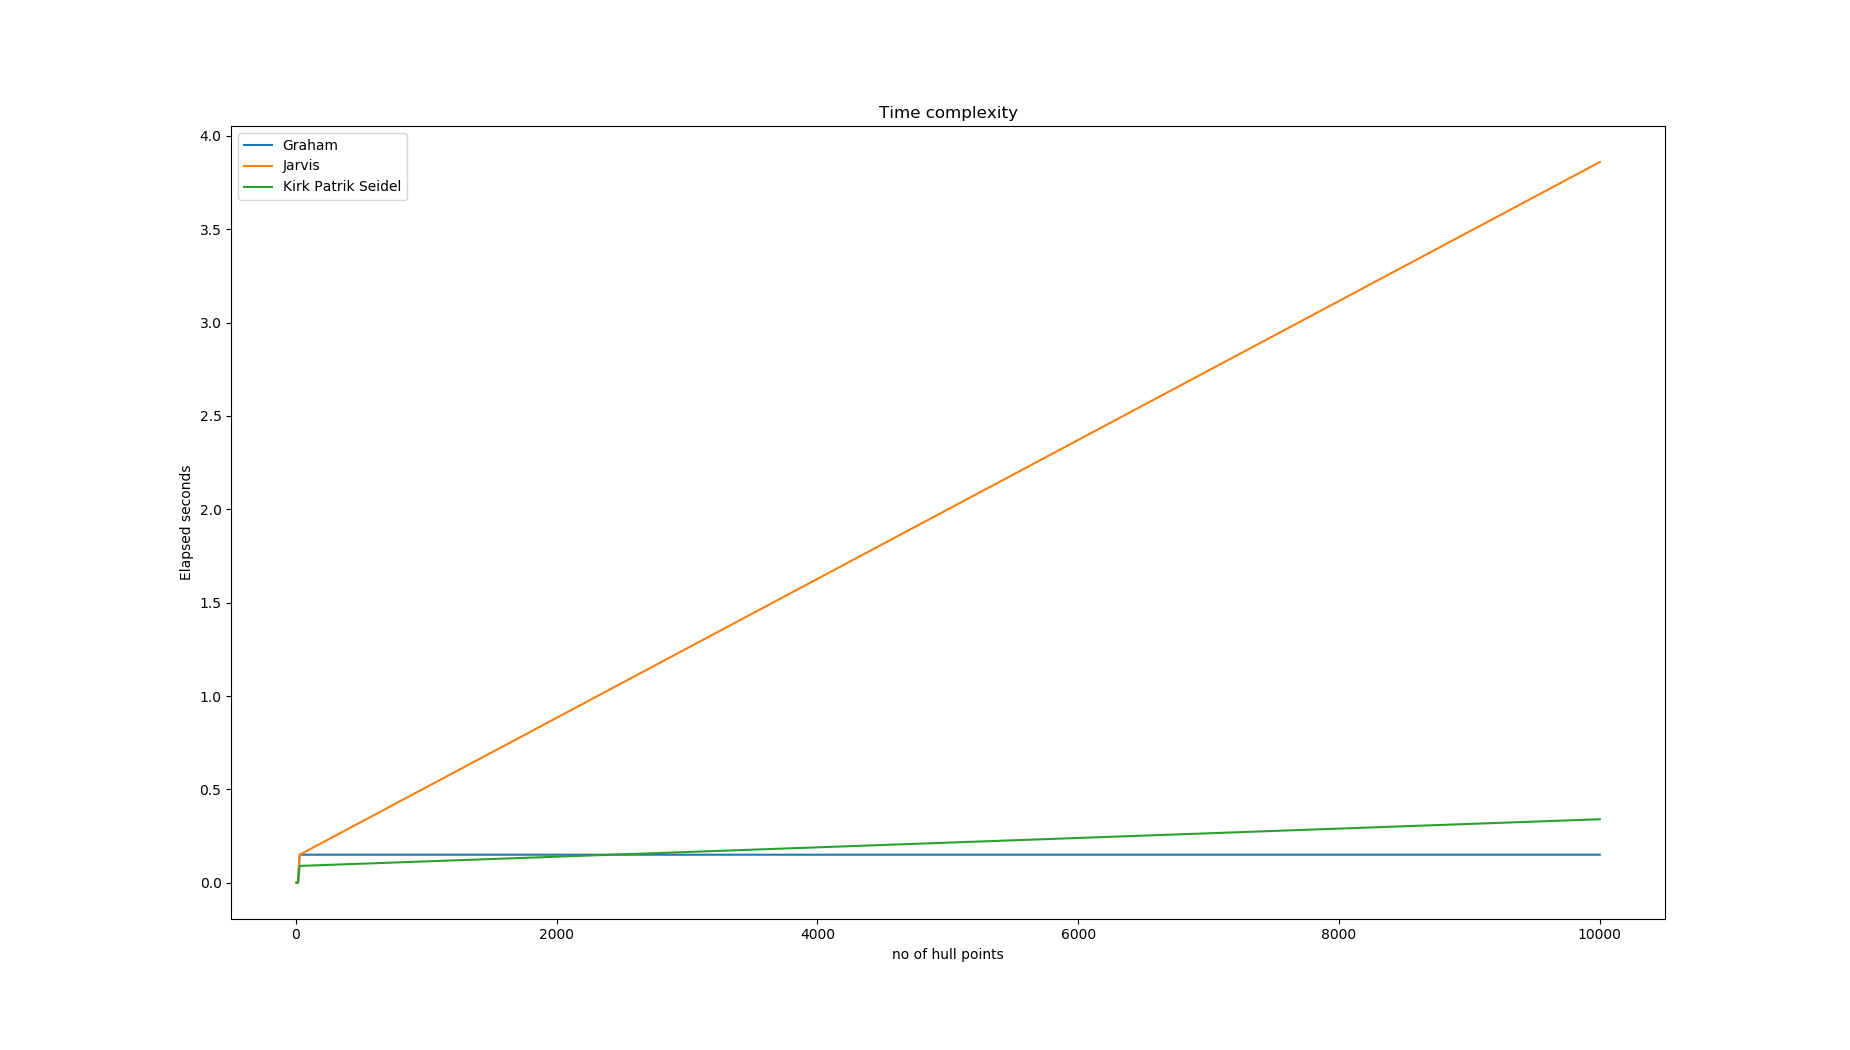 Time complexity
Graham
Jarvis
Kirk Patrik Seidel
4.0
3.5
3.0
2.5
2.0
1.5
1.0
0.5
0.0
Elapsed seconds
0 2000 4000 6000 8000 10000
no of hull points